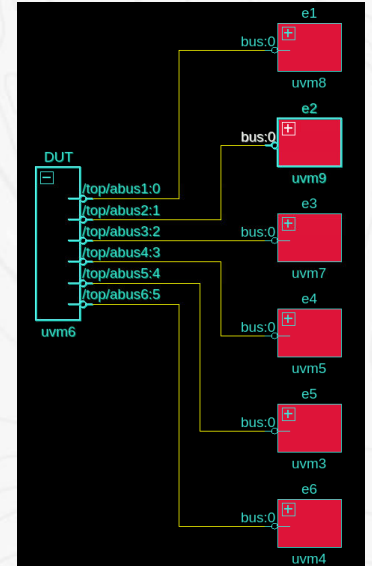 e1
bus:0
uvm8
e2
bus:0
uvm9
DUT
/top/abus1:0
/top/abus2:1
/top/abus3:2
/top/abus4:3
/top/abus5:4
/top/abus6:5
uvm6
e3
bus:0
uvm7
e4
bus:0
uvm5
e5
bus:0
uvm3
e6
bus:0
uvm4